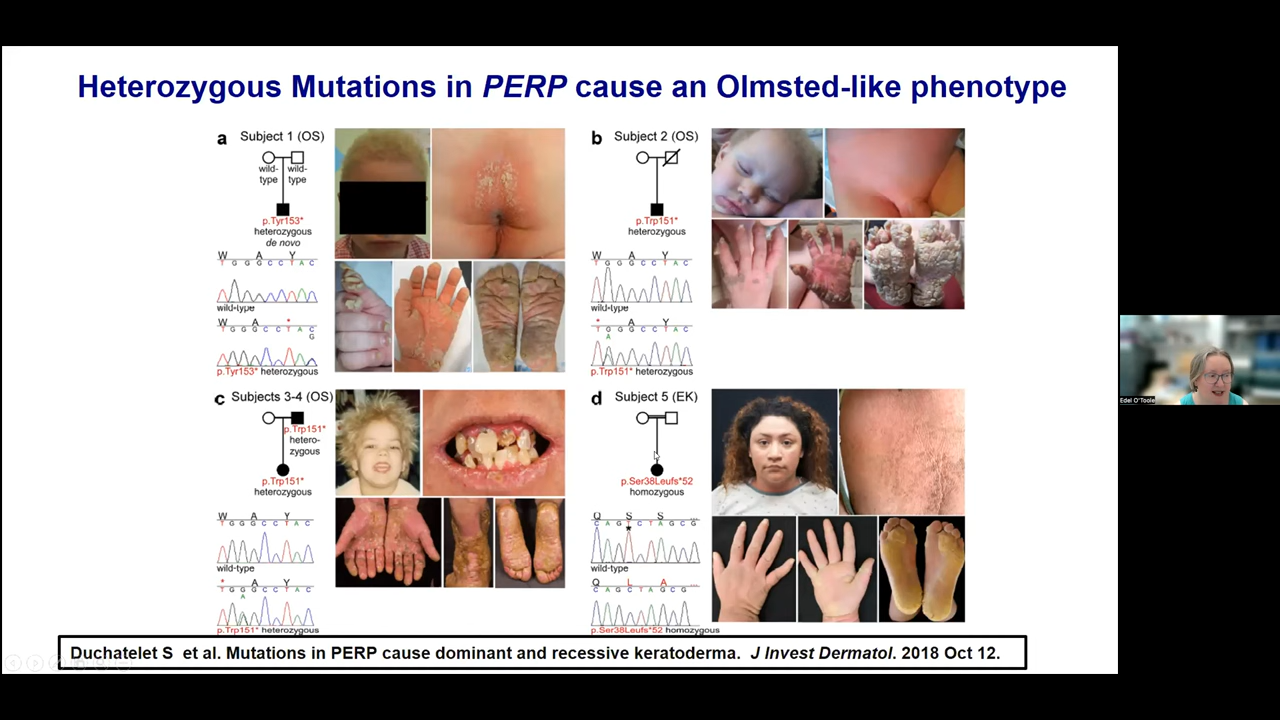 Heterozygous Mutations in PERP cause an Olmsted-like phenotype
a Subject 1 (OS)
wild-type wild-type
p.Tyr153*
heterozygous
de novo
W A Y
T G G G C C T A C
wild-type
W A *
T G G G C C T A C
G
p.Tyr153* heterozygous
b Subject 2 (OS)
p.Trp151*
heterozygous
W A Y
T G G G C C T A C
wild-type
* A Y
T G G G C C T A C
A
p.Trp151* heterozygous
c Subjects 3-4 (OS)
p.Trp151*
hetero-
zygous
p.Trp151*
heterozygous
W A Y
T G G G C C T A C
wild-type
* A Y
T G G G C C T A C
A
p.Trp151* heterozygous
d Subject 5 (EK)
p.Ser38Leufs*52
homozygous
Q S S ...
C A G T C T A G C G
*
wild-type
Q L A ...
C A G C T A G C G
p.Ser38Leufs*52 homozygous
Duchatelet S et al. Mutations in PERP cause dominant and recessive keratoderma. J Invest Dermatol. 2018 Oct 12.
Edel O'Toole